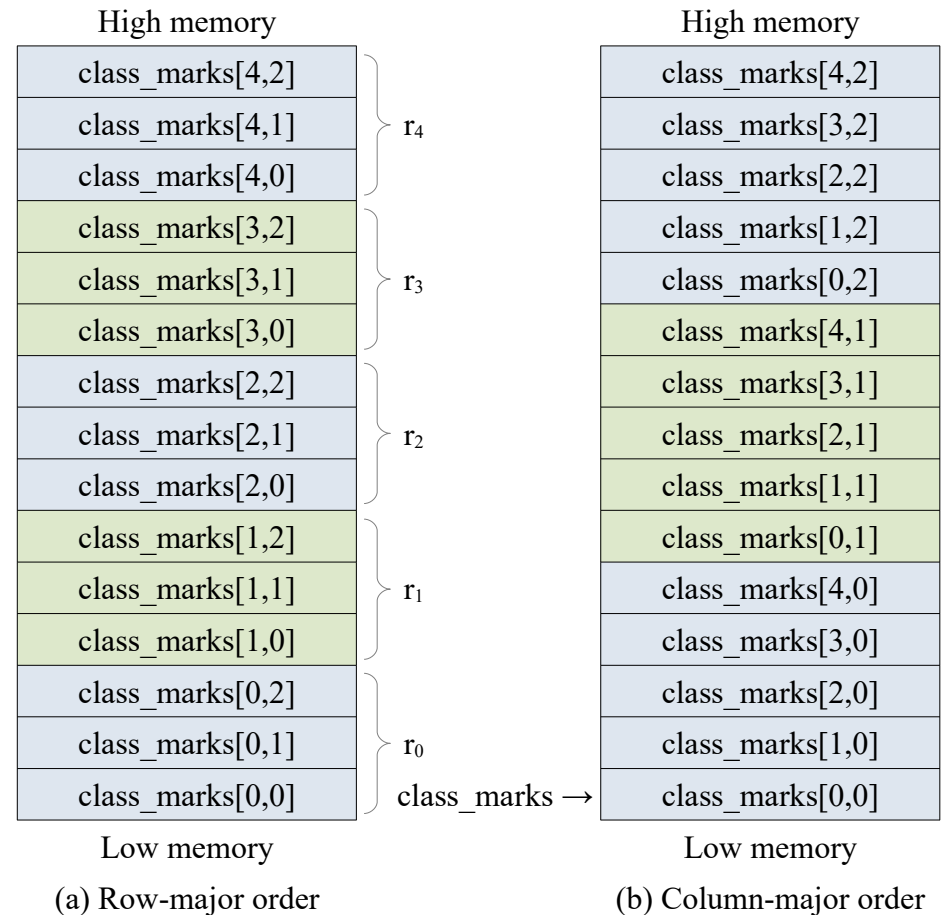 High memory
class_marks[4,2]
class_marks[4,1]
class_marks[4,0]
class_marks[3,2]
class_marks[3,1]
class_marks[3,0]
class_marks[2,2]
class_marks[2,1]
class_marks[2,0]
class_marks[1,2]
class_marks[1,1]
class_marks[1,0]
class_marks[0,2]
class_marks[0,1]
class_marks[0,0]
Low memory
(a) Row-major order
r₄
r₃
r₂
r₁
r₀
class_marks →
High memory
class_marks[4,2]
class_marks[3,2]
class_marks[2,2]
class_marks[1,2]
class_marks[0,2]
class_marks[4,1]
class_marks[3,1]
class_marks[2,1]
class_marks[1,1]
class_marks[0,1]
class_marks[4,0]
class_marks[3,0]
class_marks[2,0]
class_marks[1,0]
class_marks[0,0]
Low memory
(b) Column-major order